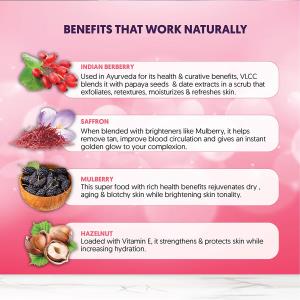 BENEFITS THAT WORK NATURALLY
INDIAN BERBERRY
Used in Ayurveda for its health & curative benefits, VLCC
blends it with papaya seeds & date extracts in a scrub that
exfoliates, retextures, moisturizes & refreshes skin.
SAFFRON
When blended with brighteners like Mulberry, it helps
remove tan, improve blood circulation and gives an instant
golden glow to your complexion.
MULBERRY
This super food with rich health benefits rejuvenates dry ,
aging & blotchy skin while brightening skin tonality.
HAZELNUT
Loaded with Vitamin E, it strengthens & protects skin while
increasing hydration.